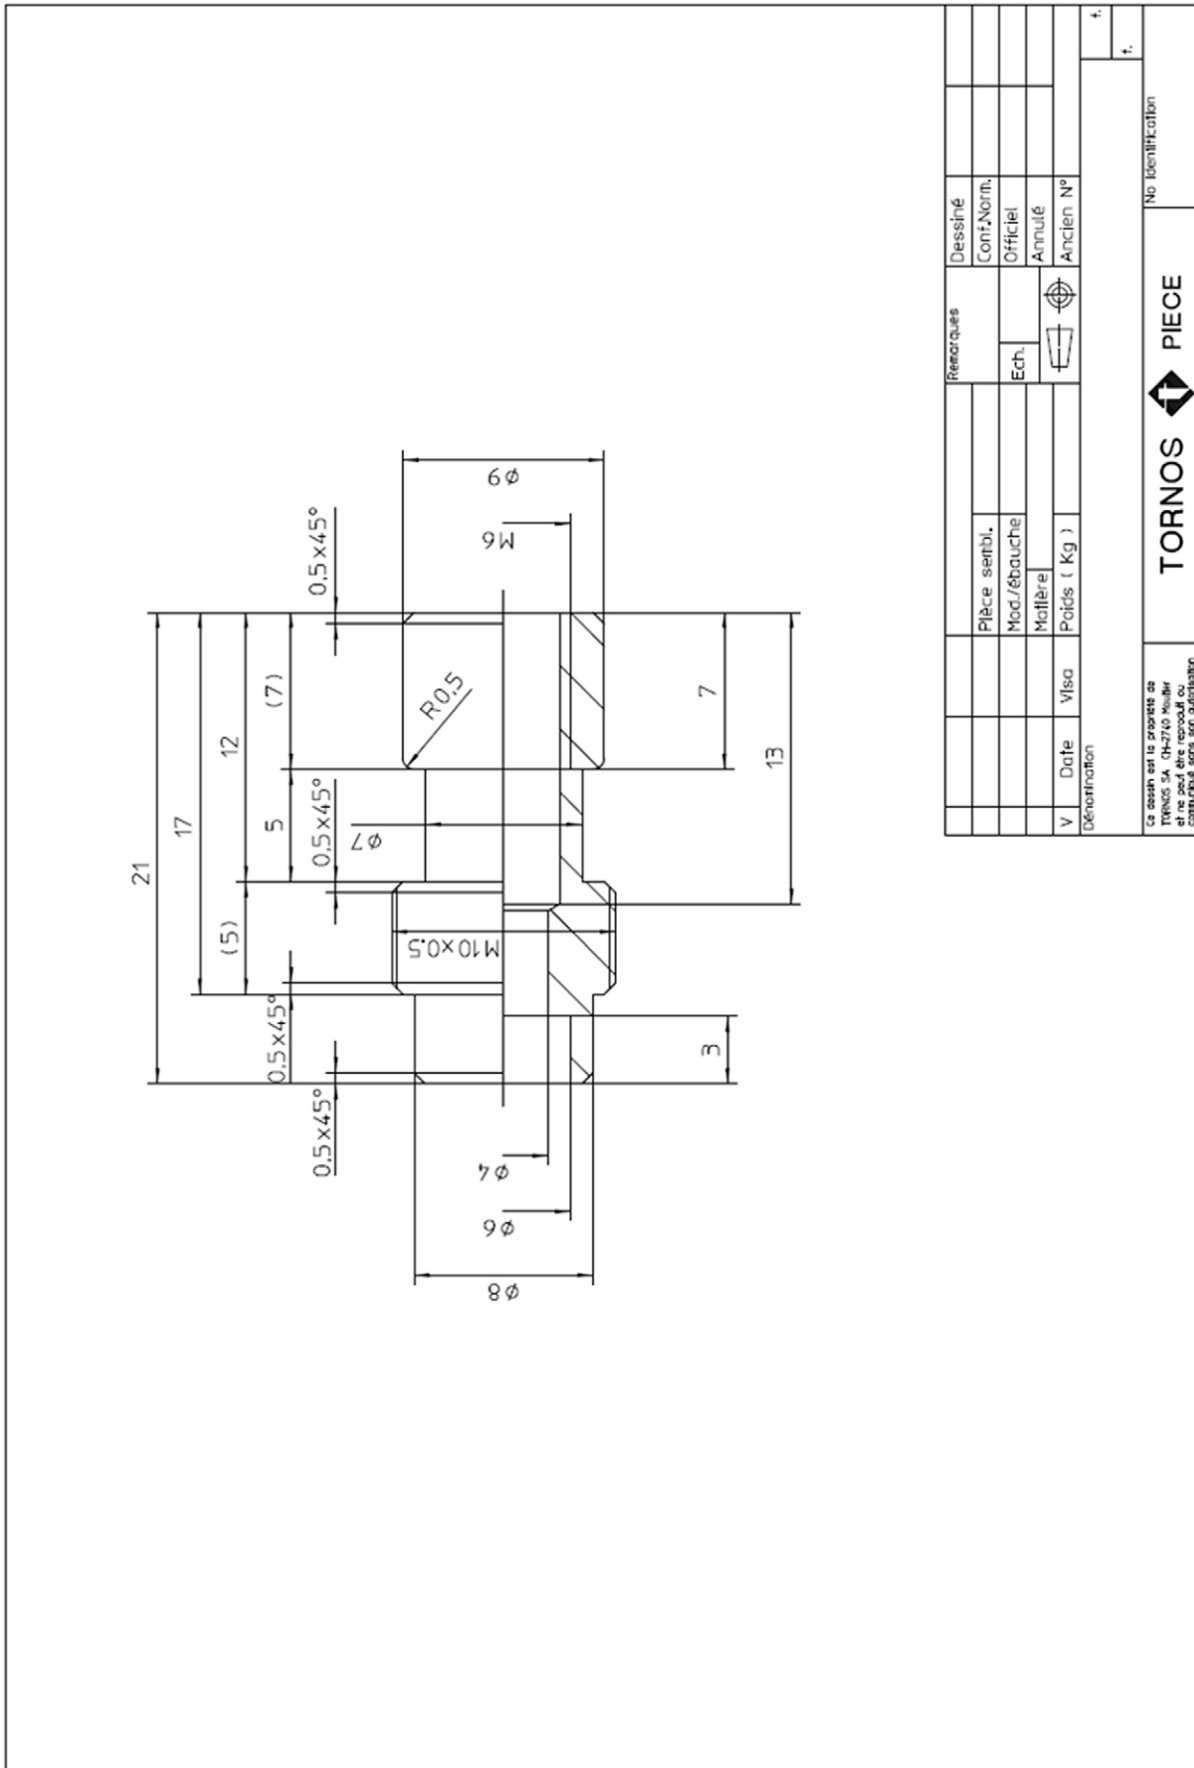 21
17
12
(7)
5
(5)
0.5x45°
0.5x45°
0.5x45°
0.5x45°
R0.5
Ø7
M10x0.5
Ø9
M6
7
13
3
Ø4
Ø6
Ø8
Remarques
Dessiné
Conf.Norm.
Pièce sembl.
Mod./ébauche
Ech.
Officiel
Matière
Annulé
V
Date
Visa
Poids ( Kg )
Ancien N°
Dénomination
f.
f.
Ce dessin est la propriété de
TORNOS SA CH-2740 Moutier
et ne peut être reproduit ou
communiqué sans son autorisation
TORNOS t PIECE
No Identification